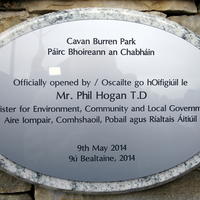 Cavan Burren Park
Páirc Bhoireann an Chabháin
Officially opened by / Oscailte go hOifigiúil le
Mr. Phil Hogan T.D
ister for Environment, Community and Local Governm
Aire Iompair, Comhshaoil, Pobail agus Ríaltais Áitiúil
9th May 2014
9ú Bealtaine, 2014